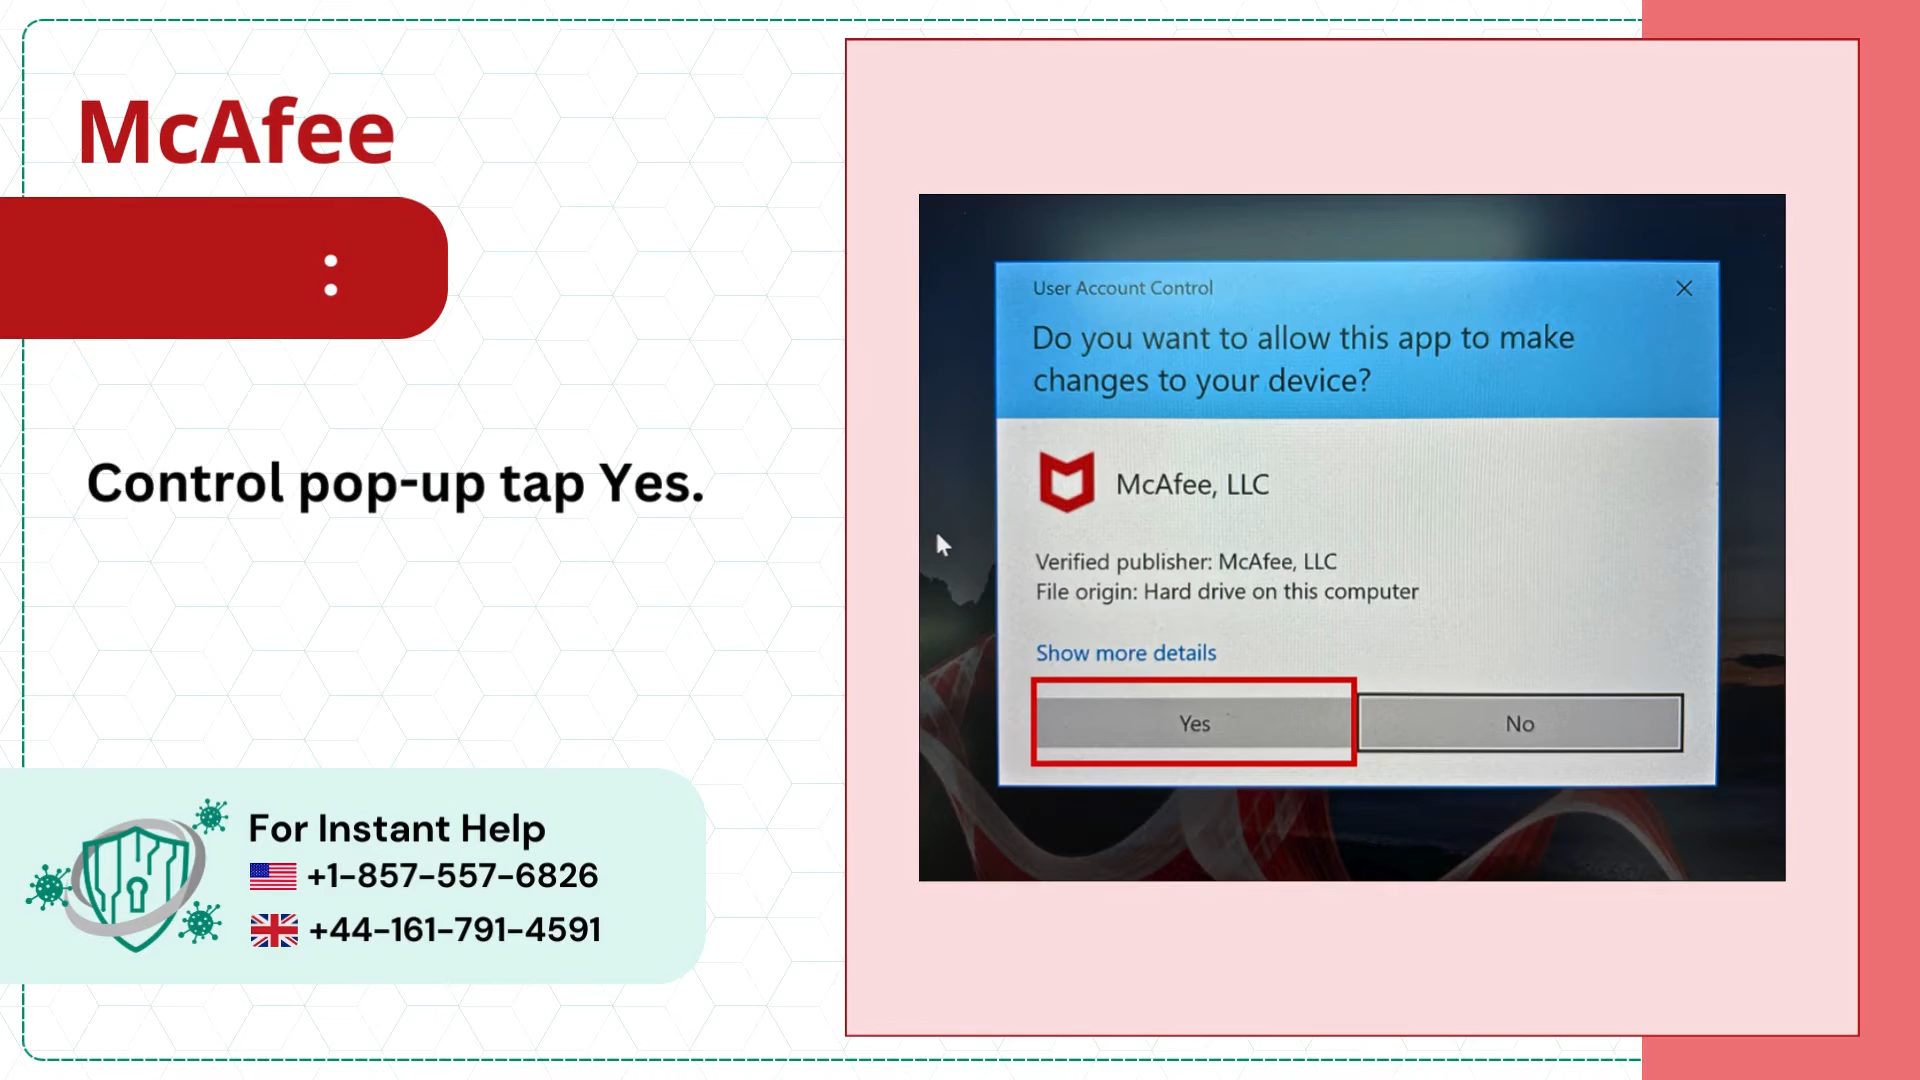 McAfee
:
Control pop-up tap Yes.
For Instant Help
+1-857-557-6826
+44-161-791-4591
User Account Control
Do you want to allow this app to make
changes to your device?
McAfee, LLC
Verified publisher: McAfee, LLC
File origin: Hard drive on this computer
Show more details
Yes
No